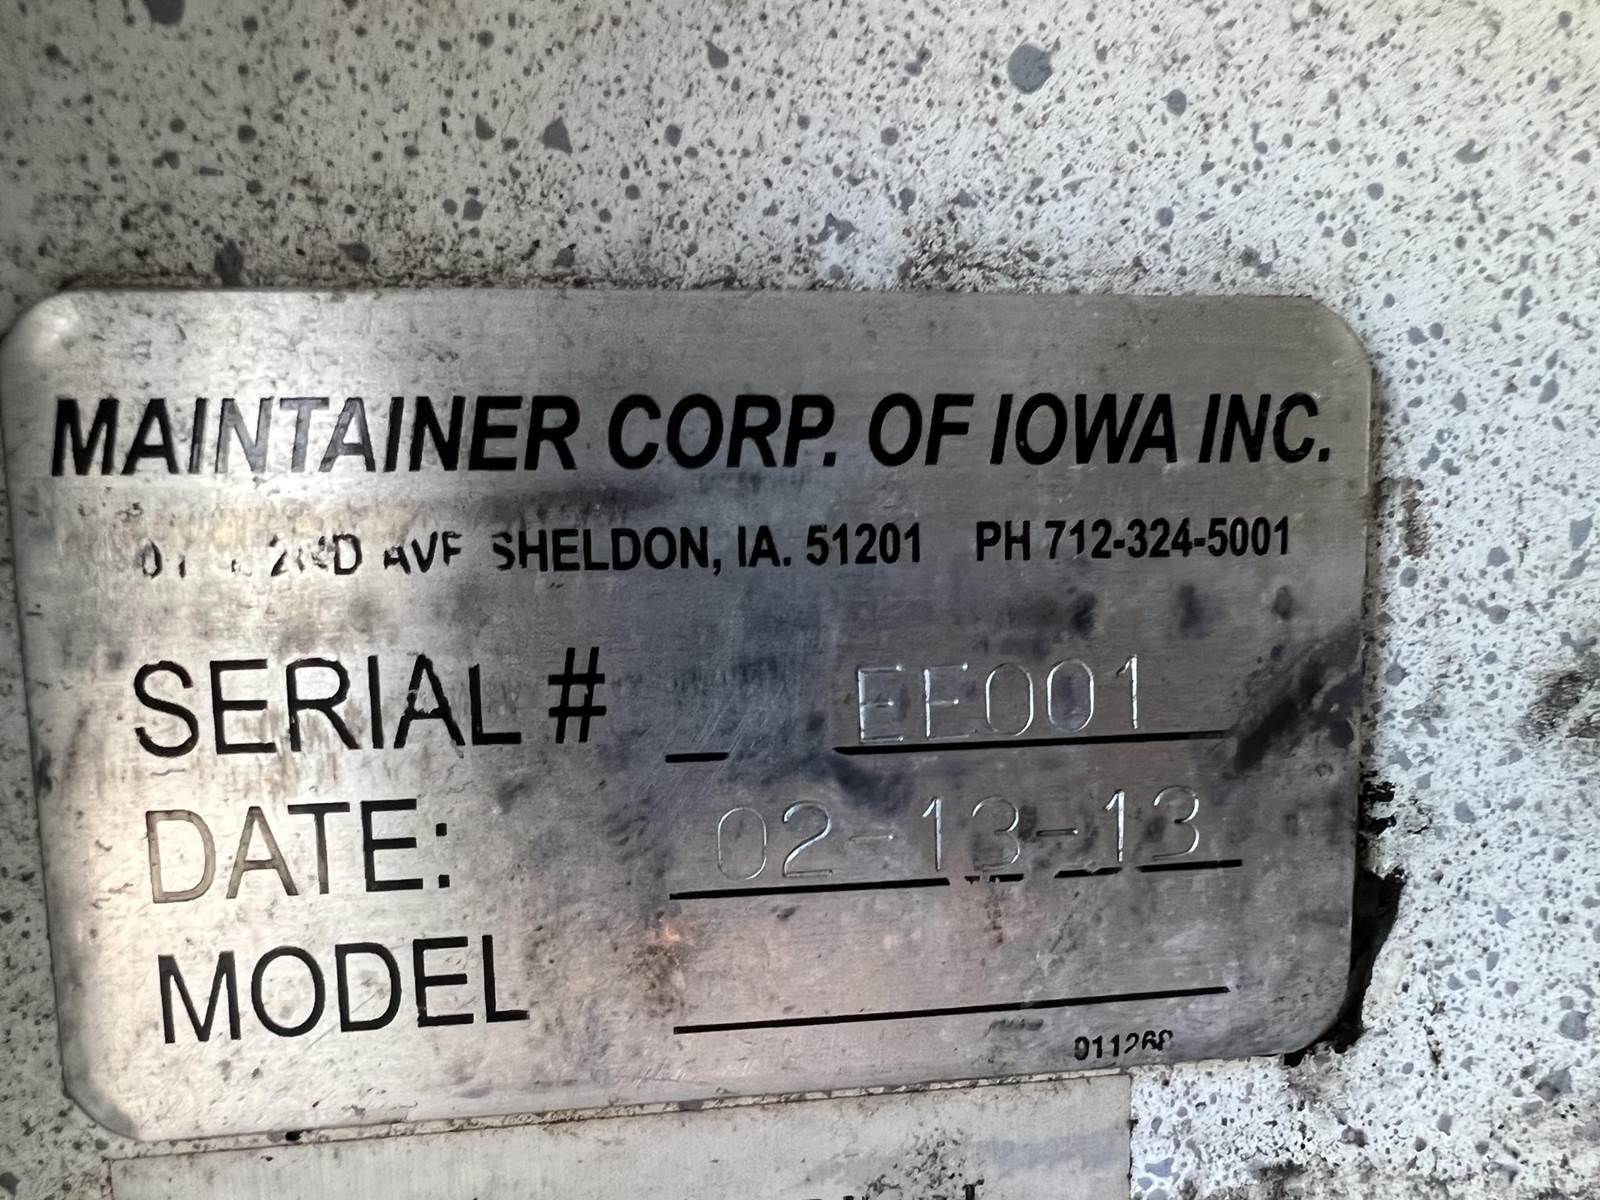 MAINTAINER CORP. OF IOWA INC.
2ND AVE SHELDON, IA. 51201 PH 712-324-5001
SERIAL # EE001
DATE: 02-13-13
MODEL
011268